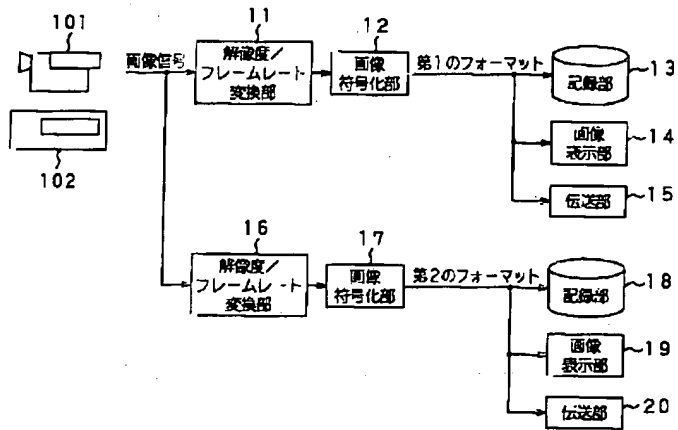 101
102
画像信号
11
解像度/
フレームレート
変換部
12
画像
符号化部
第1のフォーマット
記録部
13
画像
表示部
14
伝送部
15
16
解像度/
フレームレート
変換部
17
画像
符号化部
第2のフォーマット
記録部
18
画像
表示部
19
伝送部
20